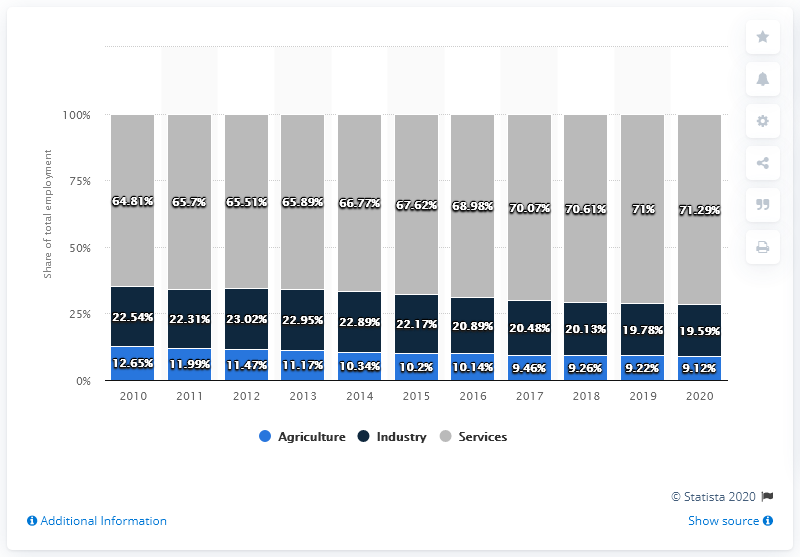 Share of total employment
100%
75%
50%
25%
0%
64.81% 65.7% 65.51% 65.89% 66.77% 67.62% 68.98% 70.07% 70.61% 71% 71.29%
22.54% 22.31% 23.02% 22.95% 22.89% 22.17% 20.89% 20.48% 20.13% 19.78% 19.59%
12.65% 11.99% 11.47% 11.17% 10.34% 10.2% 10.14% 9.46% 9.26% 9.22% 9.12%
2010 2011 2012 2013 2014 2015 2016 2017 2018 2019 2020
Agriculture Industry Services
© Statista 2020
Additional Information Show source